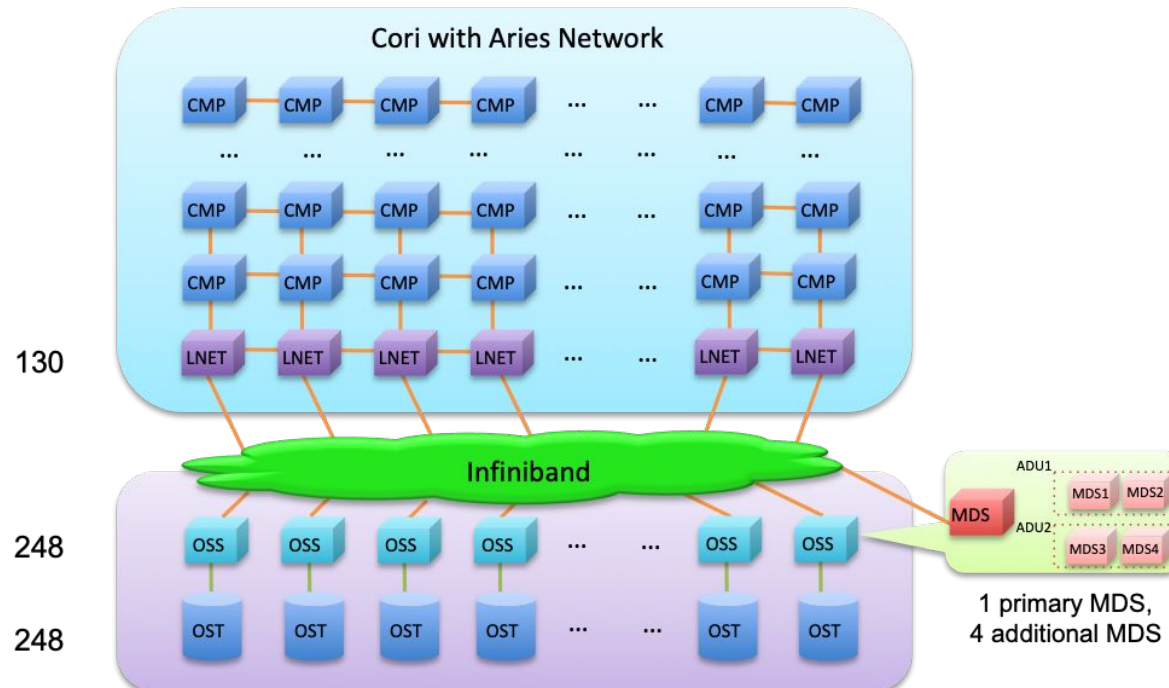 Cori with Aries Network
CMP CMP CMP CMP ... ... CMP CMP
... ... ... ... ... ... ... ...
CMP CMP CMP CMP ... ... CMP CMP
CMP CMP CMP CMP ... ... CMP CMP
130 LNET LNET LNET LNET ... ... LNET LNET
Infiniband
ADU1
MDS1 MDS2
MDS
ADU2
MDS3 MDS4
248 OSS OSS OSS OSS ... ... OSS OSS
1 primary MDS,
4 additional MDS
248 OST OST OST OST ... ... OST OST